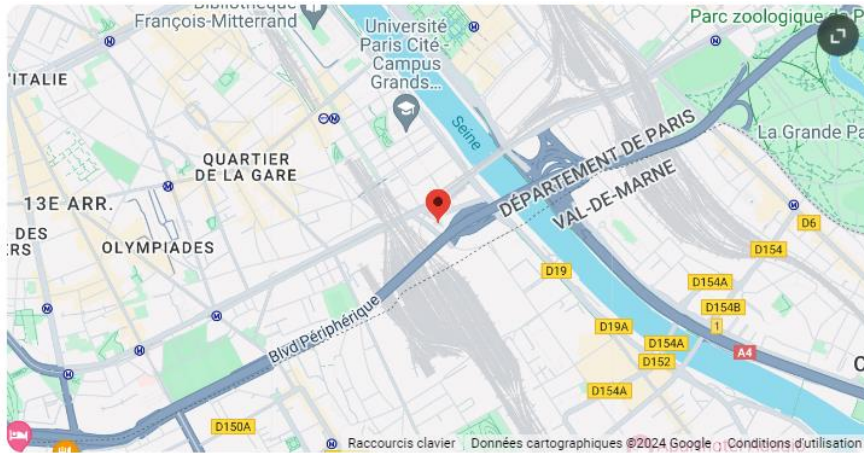 Bibliothèque
François-Mitterrand
Parc zoologique de P
Université
Paris Cité -
Campus
Grands...
'ITALIE
Seine
DÉPARTEMENT DE PARIS
VAL-DE-MARNE
La Grande Pa
QUARTIER
DE LA GARE
13E ARR.
DES
ERS
OLYMPIADES
D6
D154
D19
D154A
D154B
1
Blvd Périphérique
D19A
D154A
A4
D152
D154A
C
D150A
Raccourcis clavier
Données cartographiques ©2024 Google
Conditions d'utilisation